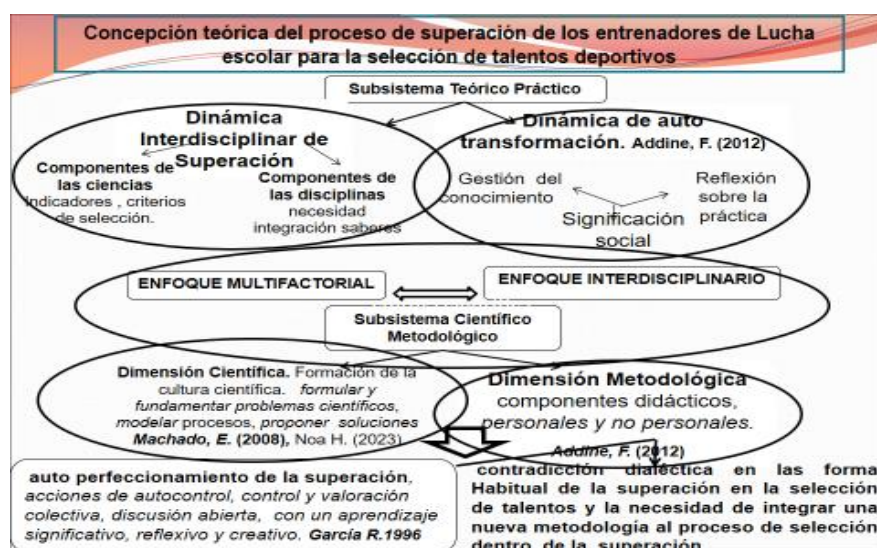 Concepción teórica del proceso de superación de los entrenadores de Lucha
escolar para la selección de talentos deportivos
Subsistema Teórico Práctico
Dinámica
Interdisciplinar de
Superación
Componentes de
las ciencias
Indicadores , criterios
de selección.
Componentes de
las disciplinas
necesidad
integración saberes
Dinámica de auto
transformación. Addine, F. (2012)
Gestión del
conocimiento
Significación
social
Reflexión
sobre la
práctica
ENFOQUE MULTIFACTORIAL
ENFOQUE INTERDISCIPLINARIO
Subsistema Científico
Metodológico
Dimensión Científica. Formación de la
cultura científica. formular y
fundamentar problemas científicos,
modelar procesos, proponer soluciones
Machado, E. (2008), Noa H. (2023)
Dimensión Metodológica
componentes didácticos,
personales y no personales.
Addine, F. (2012)
auto perfeccionamiento de la superación,
acciones de autocontrol, control y valoración
colectiva, discusión abierta, con un aprendizaje
significativo, reflexivo y creativo. García R.1996
contradicción dialéctica en las forma
Habitual de la superación en la selección
de talentos y la necesidad de integrar una
nueva metodología al proceso de selección
dentro de la superación